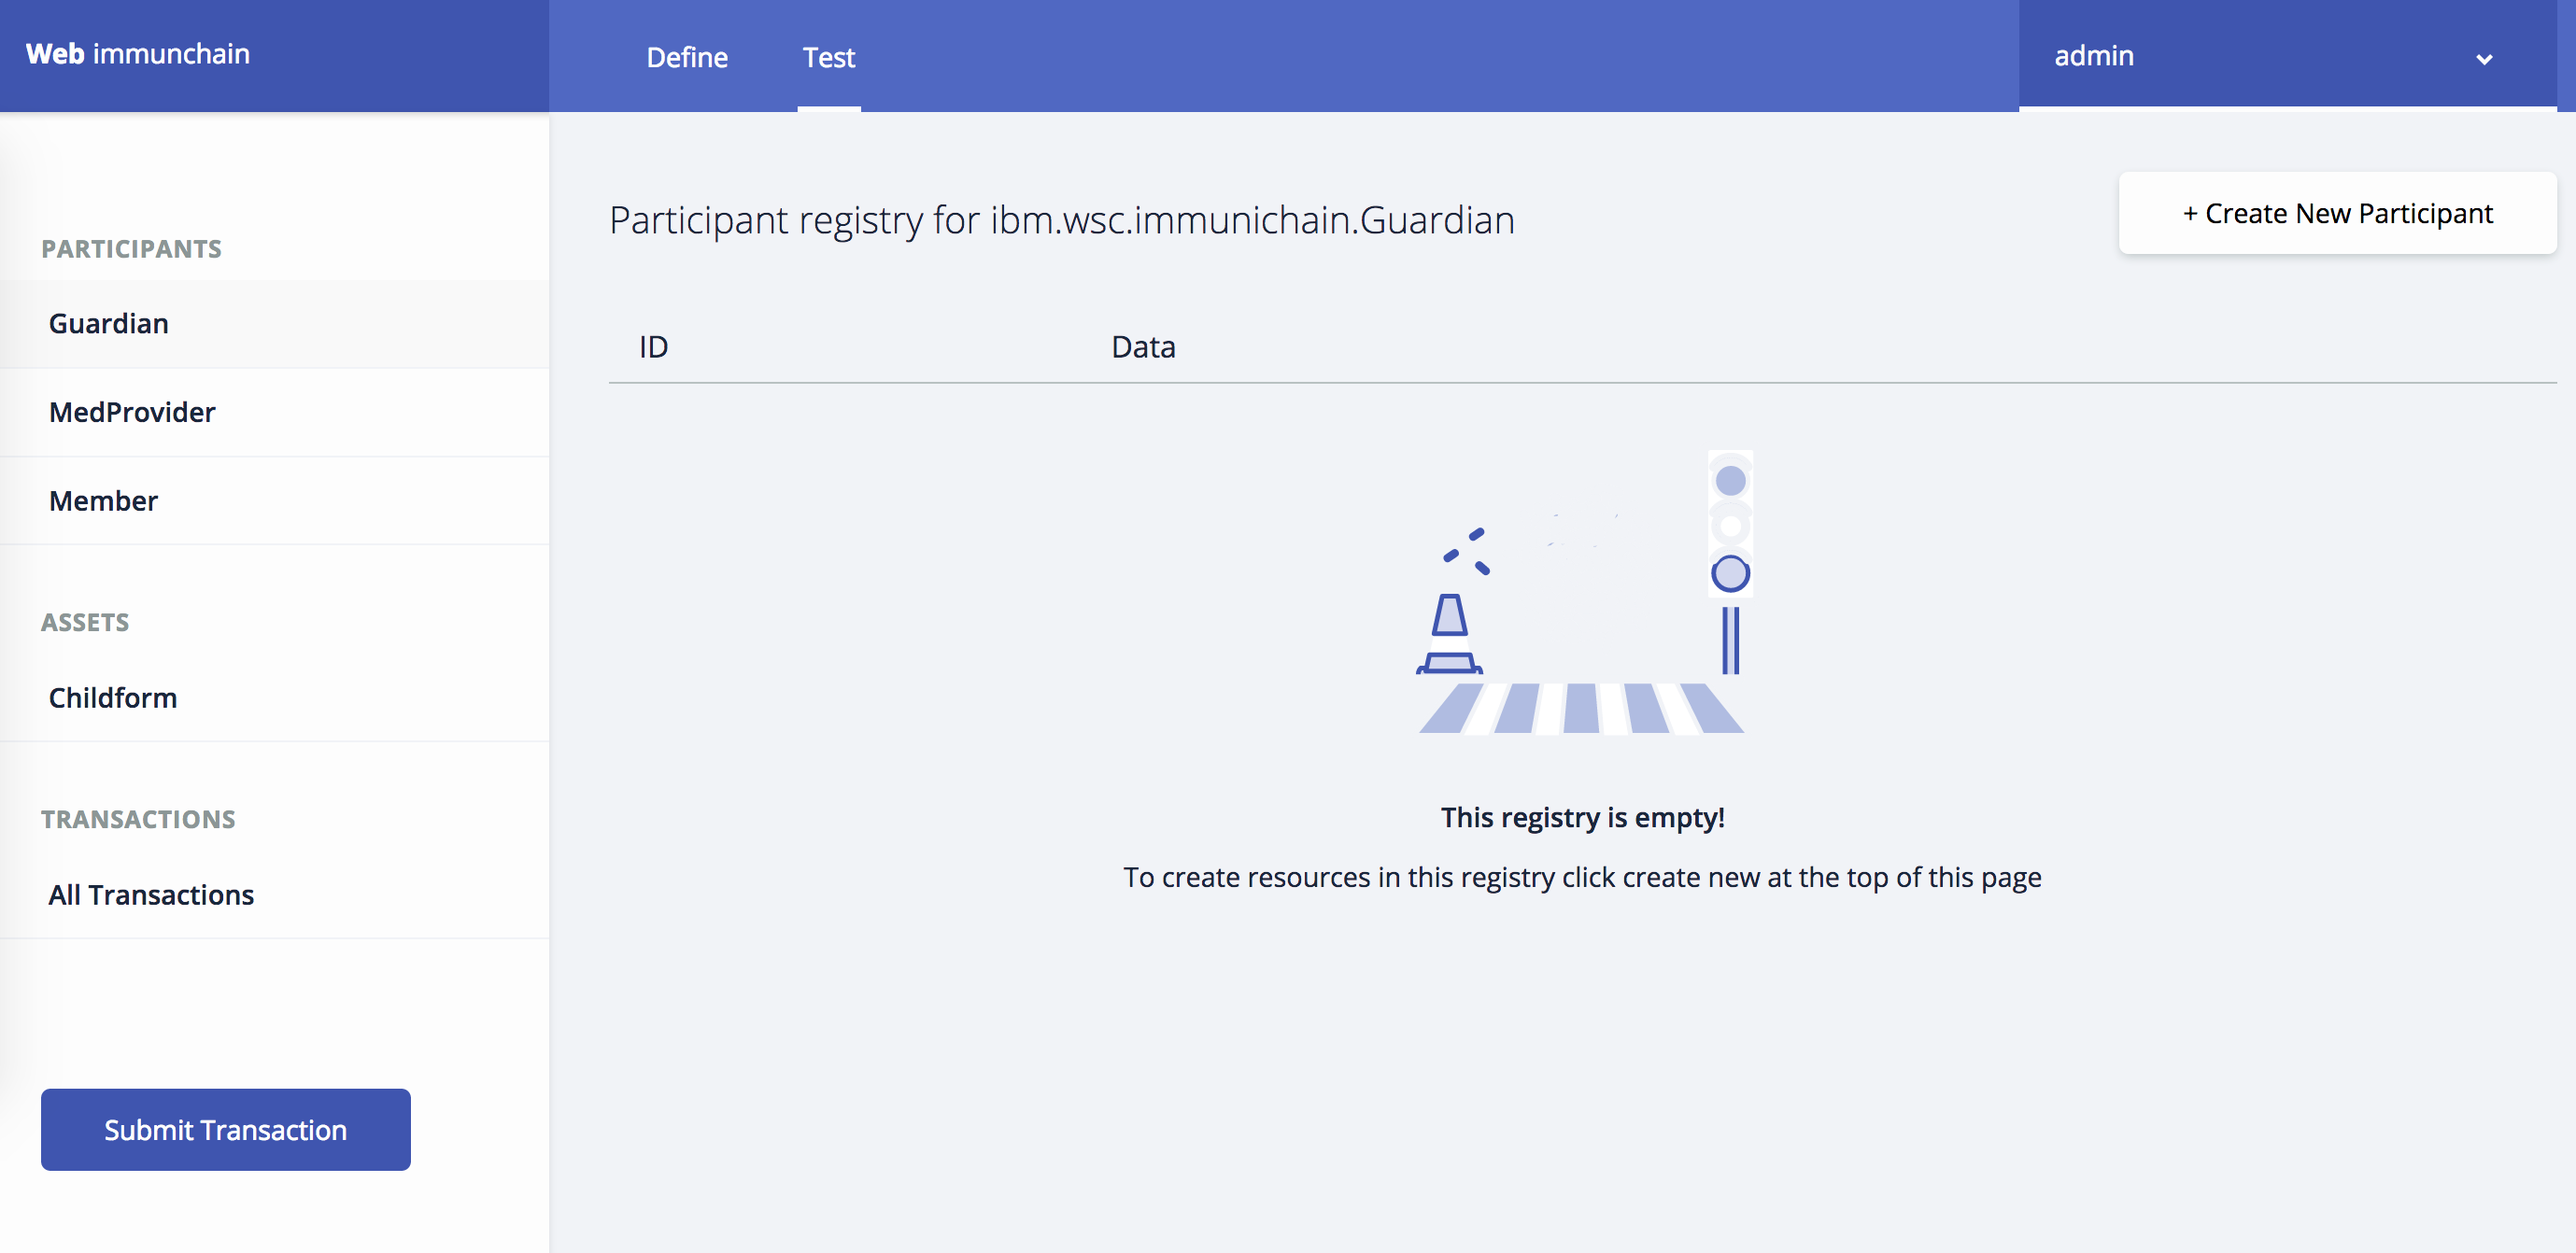 Web immunchain
Define
Test
admin
PARTICIPANTS
Guardian
MedProvider
Member
ASSETS
Childform
TRANSACTIONS
All Transactions
Submit Transaction
Participant registry for ibm.wsc.immunichain.Guardian
+ Create New Participant
ID
Data
This registry is empty!
To create resources in this registry click create new at the top of this page